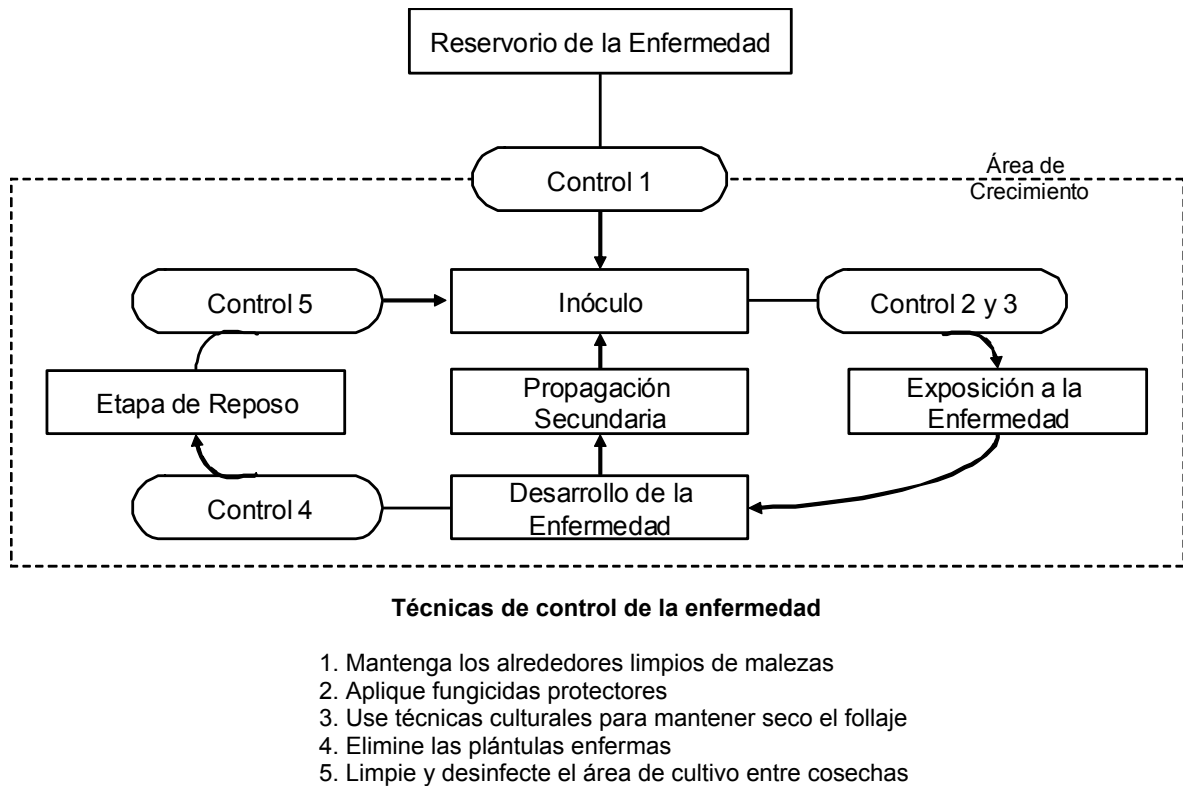 Reservorio de la Enfermedad
Control 1
Área de
Crecimiento
Control 5
Inóculo
Control 2 y 3
Etapa de Reposo
Propagación
Secundaria
Exposición a la
Enfermedad
Control 4
Desarrollo de la
Enfermedad
Técnicas de control de la enfermedad
1. Mantenga los alrededores limpios de malezas
2. Aplique fungicidas protectores
3. Use técnicas culturales para mantener seco el follaje
4. Elimine las plántulas enfermas
5. Limpie y desinfecte el área de cultivo entre cosechas